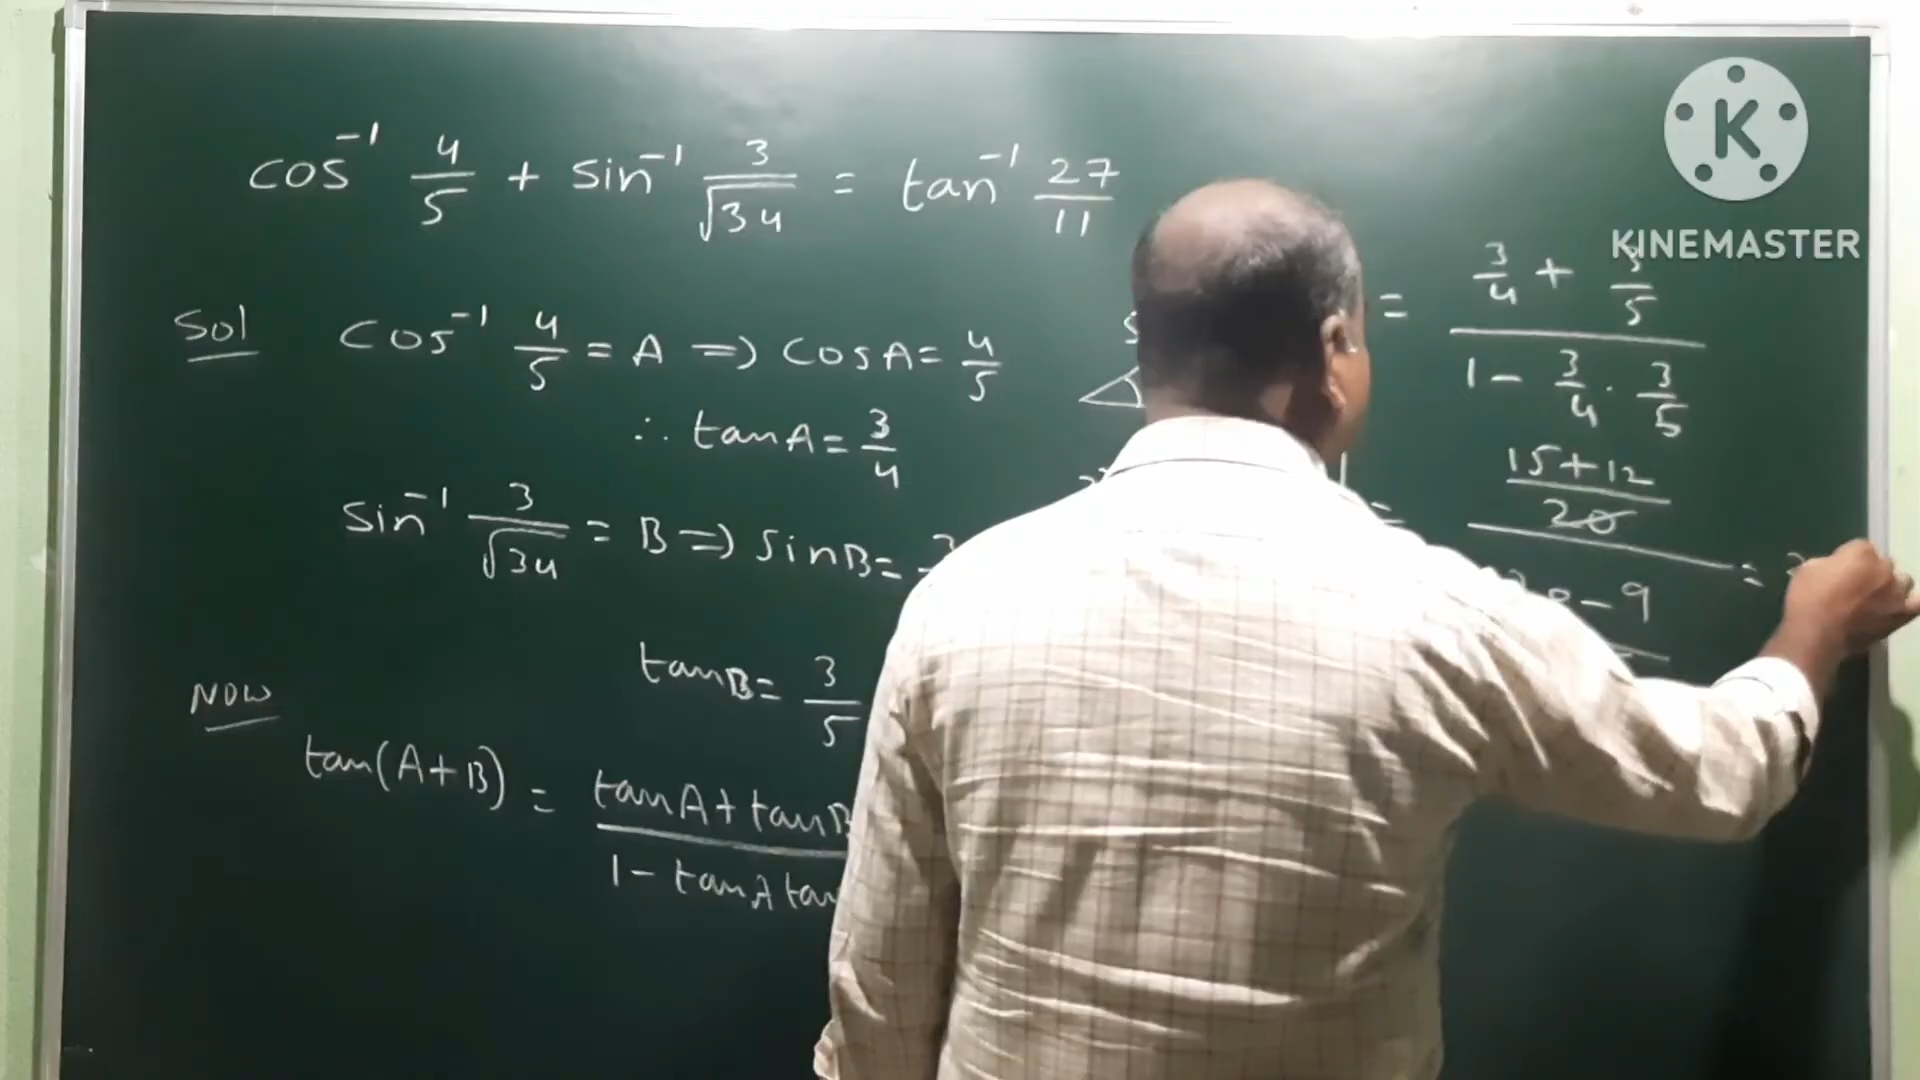 cos⁻¹ 4/5 + sin⁻¹ 3/√34 = tan⁻¹ 27/11
Sol cos⁻¹ 4/5 = A => cosA = 4/5
∴ tanA = 3/4
sin⁻¹ 3/√34 = B => sinB = 3
tanB = 3/5
Now
tan(A+B) = tanA + tanB
1 - tanA tan
= 3/4 + 3/5
1 - 3/4 · 3/5
= 15+12
20
=
- 9
K
KINEMASTER